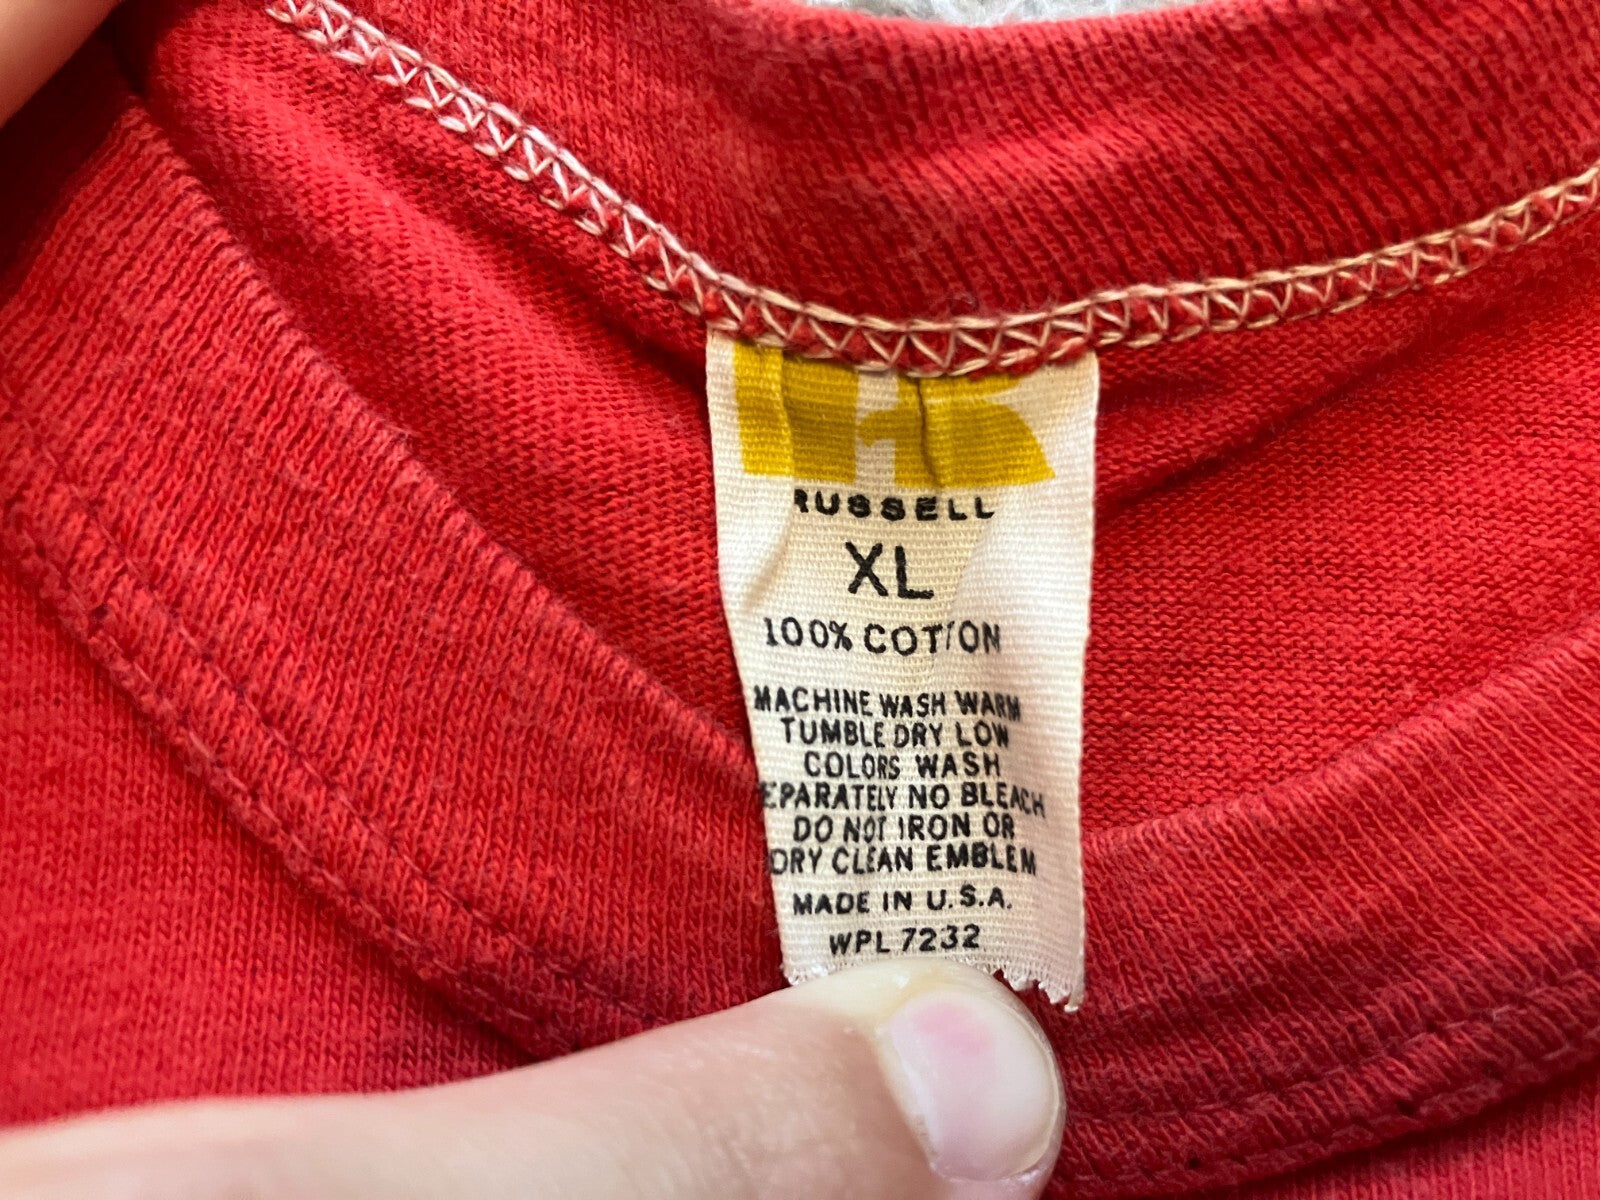 RUSSELL
XL
100% COTTON
MACHINE WASH WARM
TUMBLE DRY LOW
COLORS WASH
EPARATELY NO BLEACH
DO NOT IRON OR
DRY CLEAN EMBLEM
MADE IN U.S.A.
WPL 7232